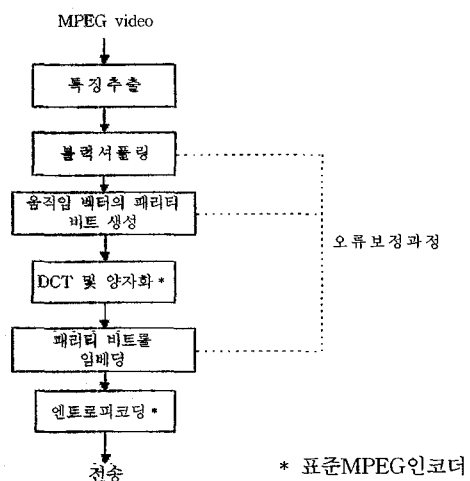 MPEG video
특징추출
블럭셔플링
움직임 벡터의 패리티
비트 생성
오류보정과정
DCT 및 양자화 *
패리티 비트를
임베딩
엔트로피코딩 *
전송
* 표준MPEG인코더